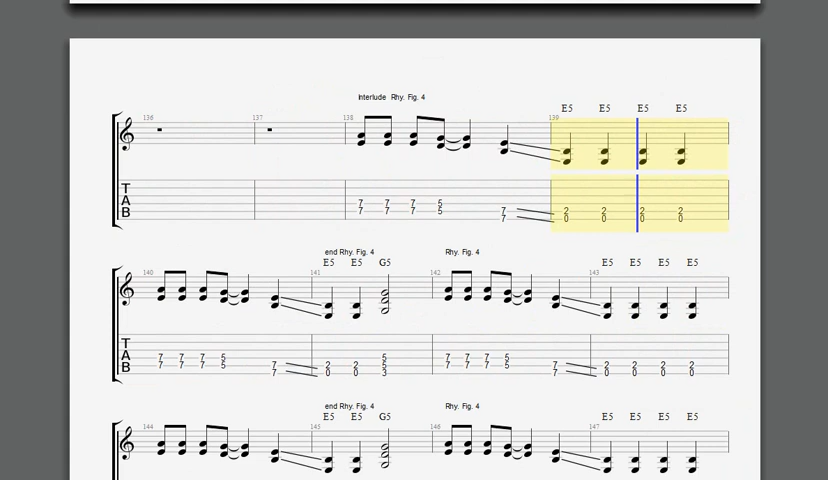 Interlude Rhy. Fig. 4
E5 E5 E5 E5
136 137 138 139
T
A
B
7 7 7 5 7 2 2 2 2
7 7 7 5 7 0 0 0 0
end Rhy. Fig. 4 Rhy. Fig. 4
E5 E5 G5 E5 E5 E5 E5
140 141 142 143
T
A
B
7 7 7 5 5 7 7 7 5
7 7 7 5 7 2 2 5 7 7 7 5 7 2 2 2 2
7 0 0 3 7 0 0 0 0
end Rhy. Fig. 4 Rhy. Fig. 4
E5 E5 G5 E5 E5 E5 E5
144 145 146 147